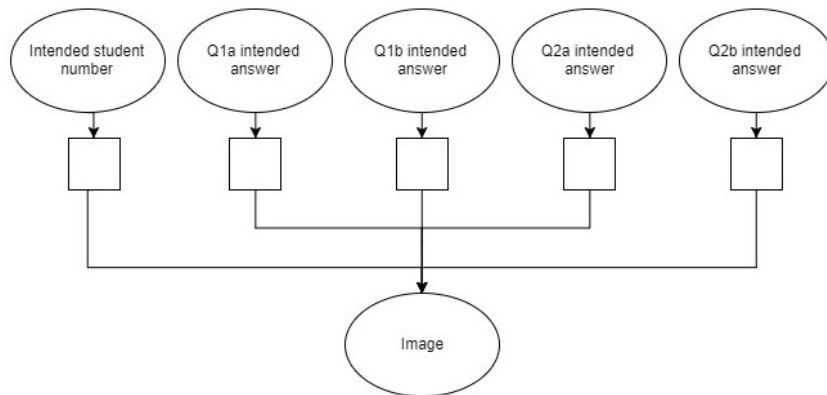 Intended student
number
Q1a intended
answer
Q1b intended
answer
Q2a intended
answer
Q2b intended
answer
Image